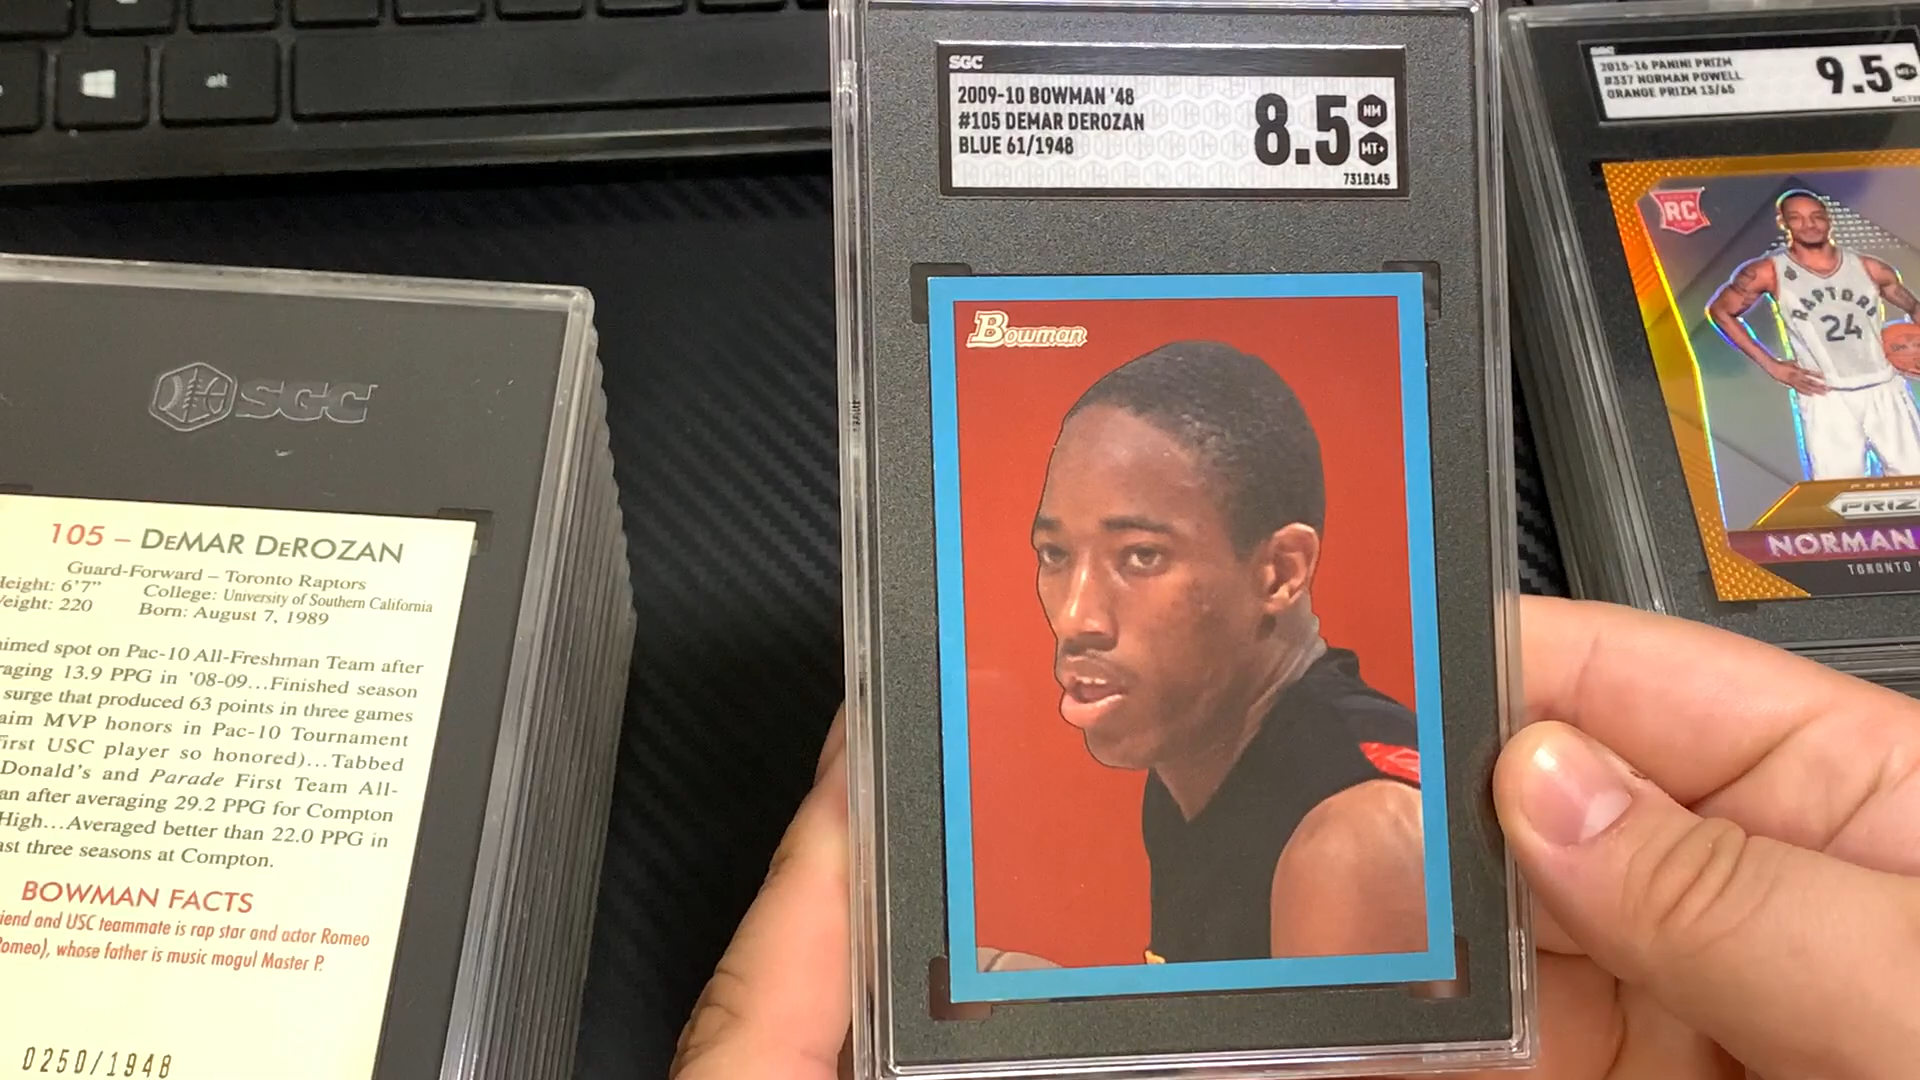 alt
SGC
105 – DEMAR DEROZAN
Guard-Forward – Toronto Raptors
Height: 6'7" College: University of Southern California
Weight: 220 Born: August 7, 1989
spot on Pac-10 All-Freshman Team after
13.9 PPG in '08-09...Finished season
surge that produced 63 points in three games
MVP honors in Pac-10 Tournament
USC player so honored)...Tabbed
Donald's and Parade First Team All-
after averaging 29.2 PPG for Compton
High...Averaged better than 22.0 PPG in
three seasons at Compton.
BOWMAN FACTS
and USC teammate is rap star and actor Romeo
whose father is music mogul Master P.
0250/1948
SGC
2009-10 BOWMAN '48
#105 DEMAR DEROZAN
BLUE 61/1948
8.5 NM MT+
7318145
Bowman
SGC
2015-16 PANINI PRIZM
#337 NORMAN POWELL
ORANGE PRIZM 13/65
9.5
RC
RAPTORS
24
NORMAN
TORONTO